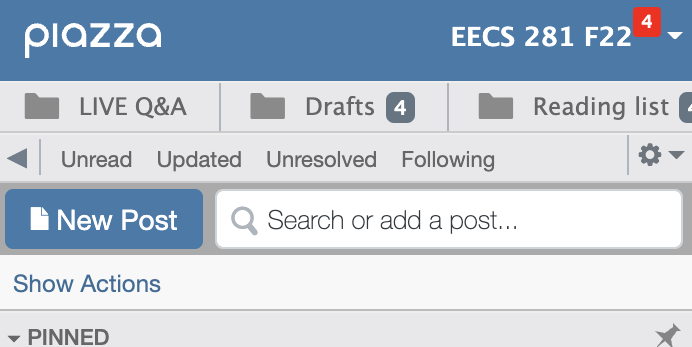 piazza EECS 281 F22 4
LIVE Q&A Drafts 4 Reading list
Unread Updated Unresolved Following
New Post Search or add a post...
Show Actions
PINNED